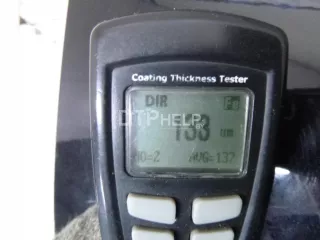 Coating Thickness Tester
DIR Fe
133 um
NO=2 AVG=137
DTPHELP